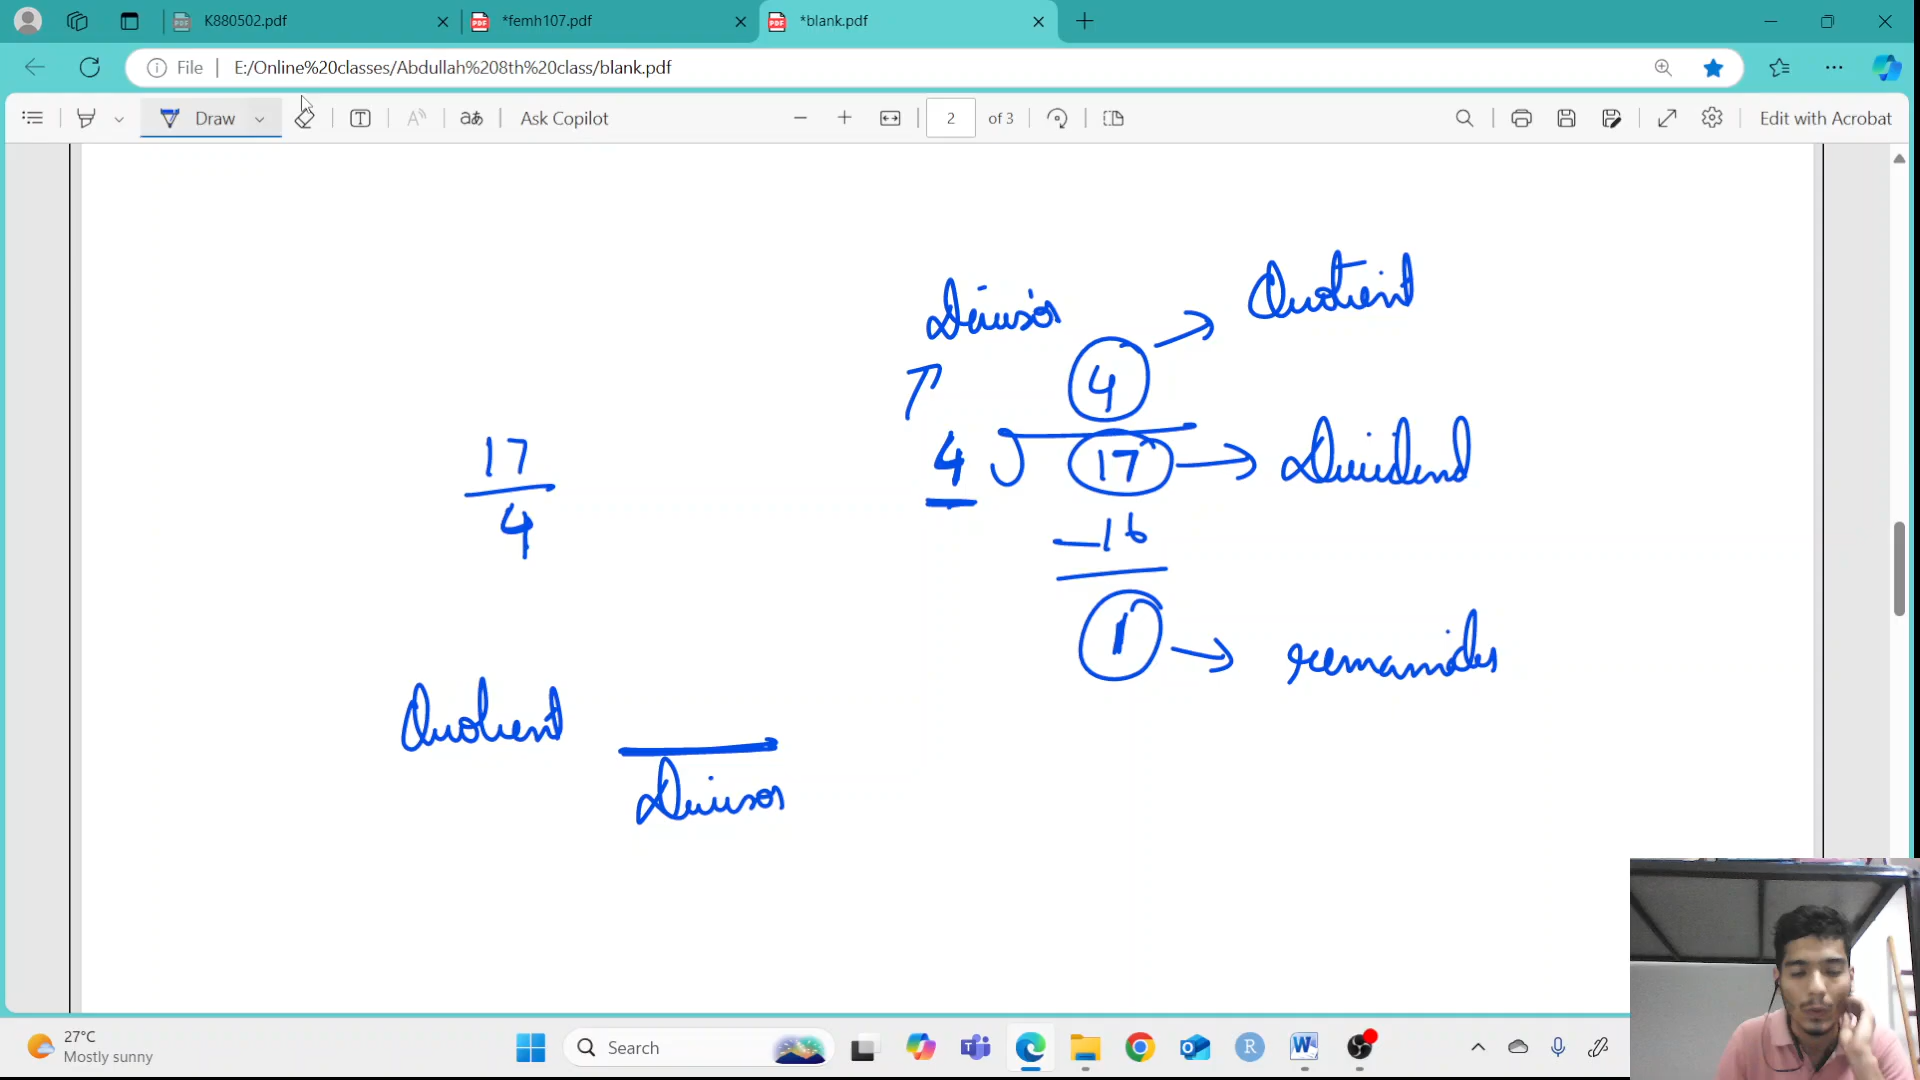 K880502.pdf
*femh107.pdf
*blank.pdf
File
E:/Online%20classes/Abdullah%208th%20class/blank.pdf
Draw
aあ
Ask Copilot
2
of 3
Edit with Acrobat
Divisor
Quotient
4
17
4
4
17
Dividend
-16
1
remainder
Quotient
Divisor
27°C
Mostly sunny
Search